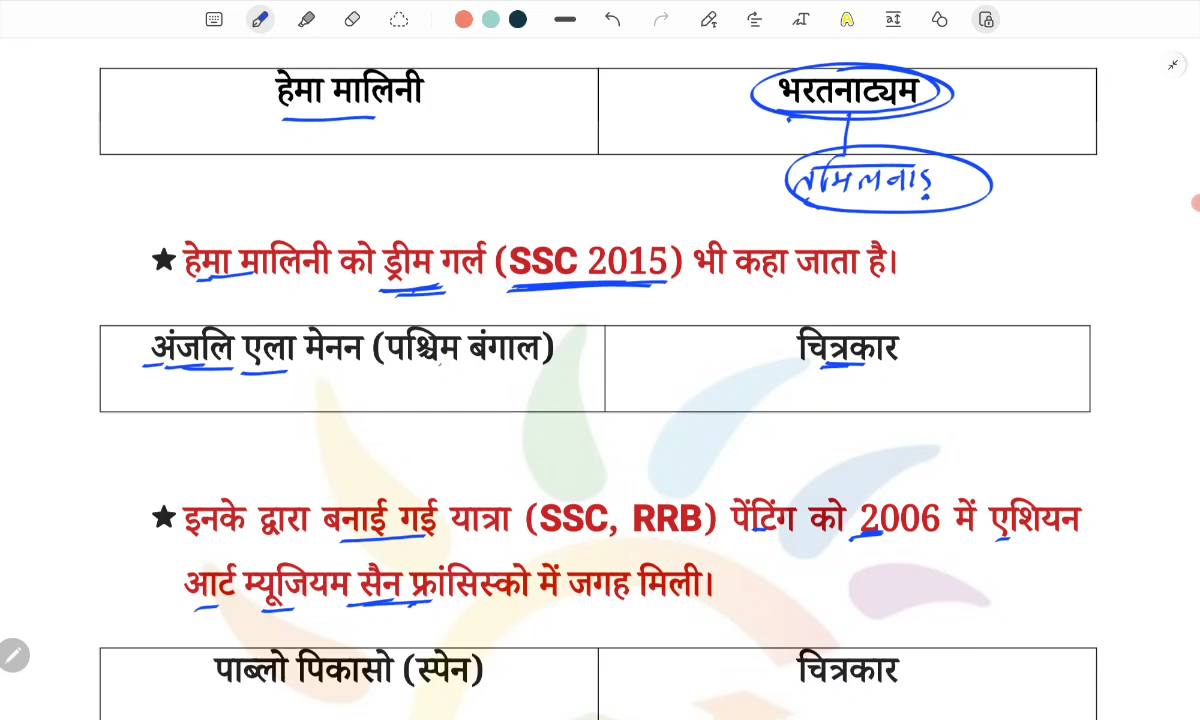 हेमा मालिनी भरतनाट्यम
तमिलनाडु
★ हेमा मालिनी को ड्रीम गर्ल (SSC 2015) भी कहा जाता है।
अंजलि एला मेनन (पश्चिम बंगाल) चित्रकार
★ इनके द्वारा बनाई गई यात्रा (SSC, RRB) पेंटिंग को 2006 में एशियन
आर्ट म्यूजियम सैन फ्रांसिस्को में जगह मिली।
पाब्लो पिकासो (स्पेन) चित्रकार